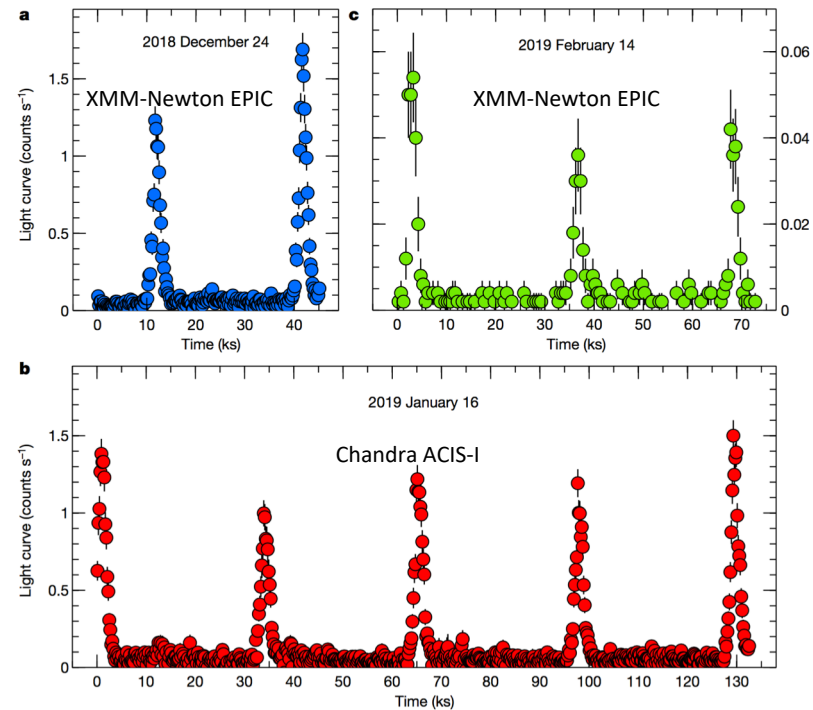 a
2018 December 24
XMM-Newton EPIC
Light curve (counts s⁻¹)
1.5
1
0.5
0
0 10 20 30 40
Time (ks)
c
2019 February 14
XMM-Newton EPIC
0.06
0.04
0.02
0
0 10 20 30 40 50 60 70
Time (ks)
b
2019 January 16
Chandra ACIS-I
Light curve (counts s⁻¹)
1.5
1
0.5
0
0 10 20 30 40 50 60 70 80 90 100 110 120 130
Time (ks)